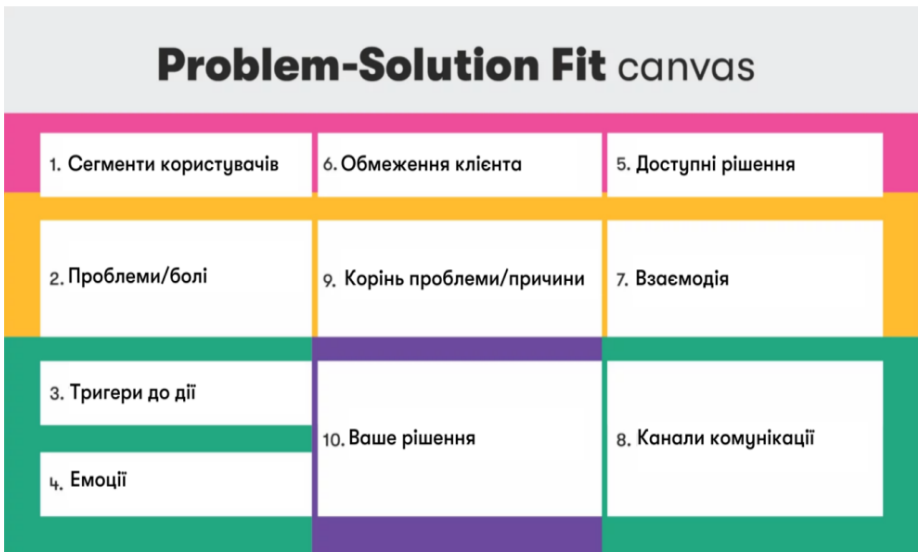 Problem-Solution Fit canvas
1. Сегменти користувачів
6. Обмеження клієнта
5. Доступні рішення
2. Проблеми/болі
9. Корінь проблеми/причини
7. Взаємодія
3. Тригери до дії
4. Емоції
10. Ваше рішення
8. Канали комунікації